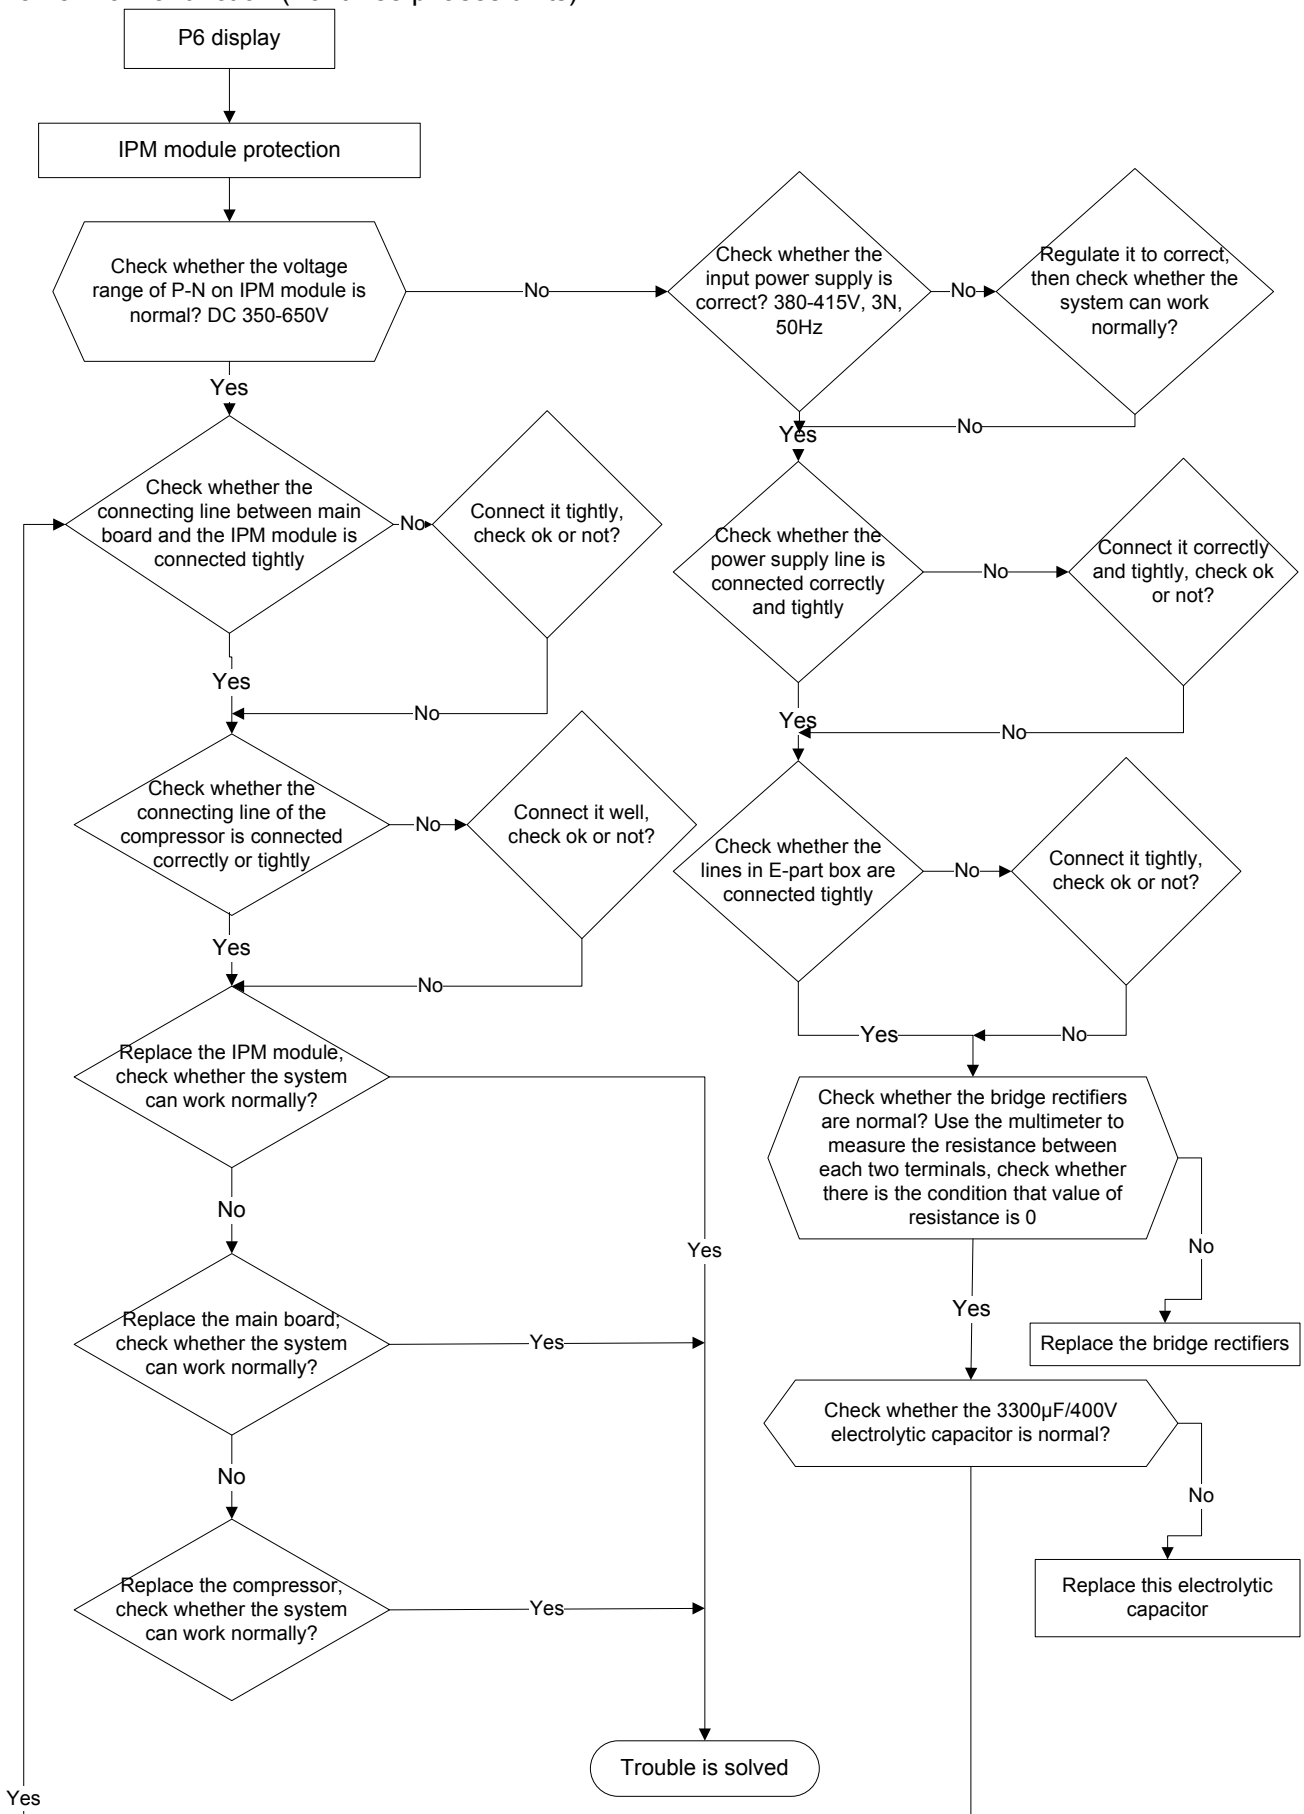 P6 display
IPM module protection
Check whether the voltage
range of P-N on IPM module is
normal? DC 350-650V
No
Check whether the
input power supply is
correct? 380-415V, 3N,
50Hz
No
Regulate it to correct,
then check whether the
system can work
normally?
Yes
Yes
No
Check whether the
connecting line between main
board and the IPM module is
connected tightly
No
Connect it tightly,
check ok or not?
Check whether the
power supply line is
connected correctly
and tightly
No
Connect it correctly
and tightly, check ok
or not?
Yes
No
Yes
No
Check whether the
connecting line of the
compressor is connected
correctly or tightly
No
Connect it well,
check ok or not?
Check whether the
lines in E-part box are
connected tightly
No
Connect it tightly,
check ok or not?
Yes
No
Yes
No
Replace the IPM module,
check whether the system
can work normally?
Check whether the bridge rectifiers
are normal? Use the multimeter to
measure the resistance between
each two terminals, check whether
there is the condition that value of
resistance is 0
No
Yes
No
Yes
Replace the main board;
check whether the system
can work normally?
Yes
Replace the bridge rectifiers
Check whether the 3300μF/400V
electrolytic capacitor is normal?
No
No
Replace the compressor,
check whether the system
can work normally?
Yes
Replace this electrolytic
capacitor
Trouble is solved
Yes